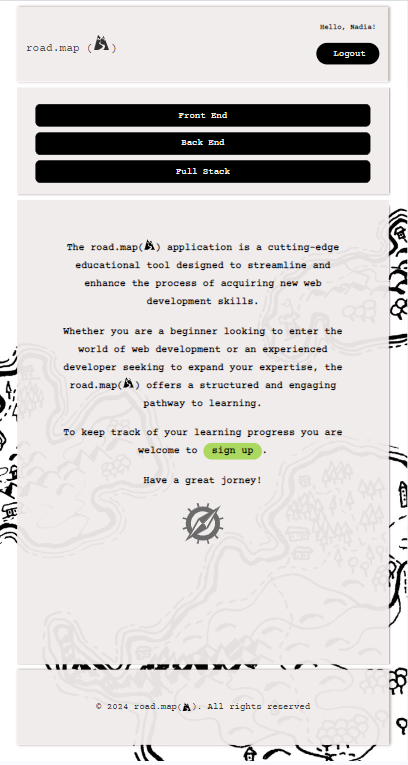 Hello, Nadia!
road.map ( )
Logout
Front End
Back End
Full Stack
The road.map( ) application is a cutting-edge
educational tool designed to streamline and
enhance the process of acquiring new web
development skills.
Whether you are a beginner looking to enter the
world of web development or an experienced
developer seeking to expand your expertise, the
road.map( ) offers a structured and engaging
pathway to learning.
To keep track of your learning progress you are
welcome to sign up .
Have a great jorney!
© 2024 road.map( ). All rights reserved